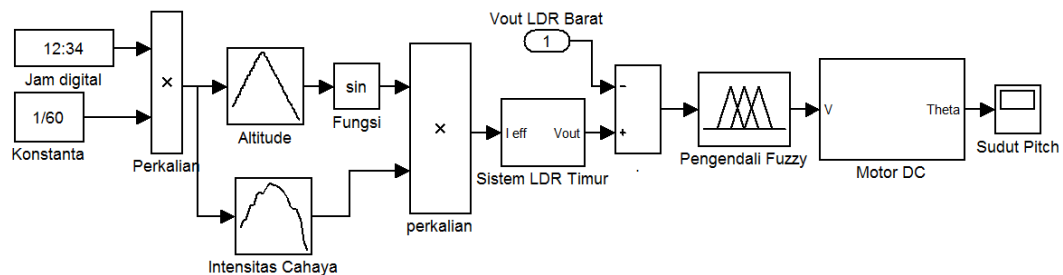 12:34
Jam digital
1/60
Konstanta
×
Perkalian
Altitude
sin
Fungsi
Intensitas Cahaya
×
perkalian
Vout LDR Barat
1
I eff
Vout
Sistem LDR Timur
−
+
Pengendali Fuzzy
V
Theta
Motor DC
Sudut Pitch